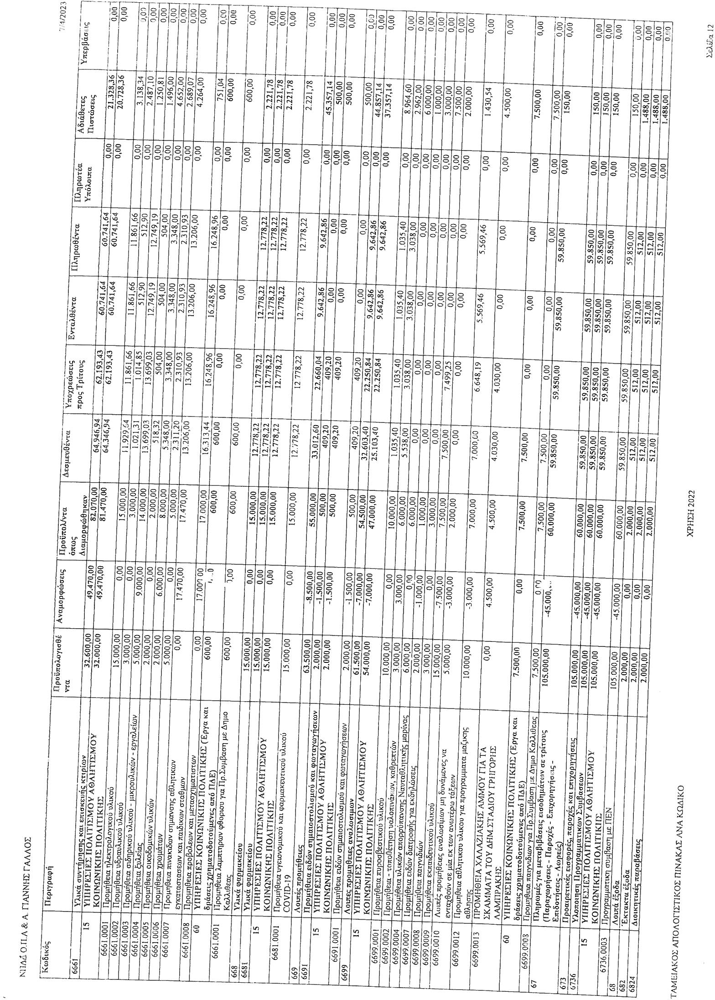 ΝΠΔΔ Ο.Π.Α & Α. ΓΙΑΝΝΗΣ ΓΑΛΛΟΣ 7/4/2023
Κωδικός Περιγραφή Προϋπολογισθέ ντα Αναμορφώσεις Προϋπολ/ντα όπως Διαμορφώθηκαν Δεσμευθέντα Υποχρεώσεις προς Τρίτους Ενταλθέντα Πληρωθέντα Πληρωτέα Υπόλοιπα Αδιάθετες Πιστώσεις Υπερβάσεις
6661 Υλικά συντήρησης και επισκευής κτιρίων 32.600,00 49.470,00 82.070,00 64.946,94 62.193,43 60.741,64 60.741,64 0,00 21.328,36 0,00
15 ΥΠΗΡΕΣΙΕΣ ΠΟΛΙΤΙΣΜΟΥ ΑΘΛΗΤΙΣΜΟΥ 32.000,00 49.470,00 81.470,00 64.346,94 62.193,43 60.741,64 60.741,64 0,00 20.728,36 0,00
ΚΟΙΝΩΝΙΚΗΣ ΠΟΛΙΤΙΚΗΣ
6661.0001 Προμήθεια ηλεκτρολογικού υλικού 15.000,00 0,00 15.000,00 11.929,64 11.861,66 11.861,66 11.861,66 0,00 3.138,34 0,00
6661.0002 Προμήθεια υδραυλικού υλικού 3.000,00 0,00 3.000,00 1.021,31 1.014,85 512,90 512,90 0,00 2.487,10 0,00
6661.0003 Προμήθεια σιδηρικού υλικού - μικρουλικών - εργαλείων 5.000,00 9.000,00 14.000,00 13.699,03 13.699,03 12.749,19 12.749,19 0,00 1.250,81 0,00
6661.0004 Προμήθεια ξυλείας 2.000,00 0,00 2.000,00 518,32 504,00 504,00 504,00 0,00 1.496,00 0,00
6661.0005 Προμήθεια οικοδομικών υλικών 2.000,00 6.000,00 8.000,00 5.348,00 3.348,00 3.348,00 3.348,00 0,00 4.652,00 0,00
6661.0006 Προμήθεια χρωμάτων 5.000,00 0,00 5.000,00 2.311,20 2.310,93 2.310,93 2.310,93 0,00 2.689,07 0,00
6661.0007 Προμήθεια πινακιδων σημανσης αθλητικων 0,00 17.470,00 17.470,00 13.206,00 13.206,00 13.206,00 13.206,00 0,00 4.264,00 0,00
εγκαταστασεων και παιδικων σταθμων
6661.0008 Προμήθεια προβολεων και μετασχηματιστων 0,00 17.000,00 17.000,00 16.313,44 16.248,96 16.248,96 16.248,96 0,00 751,04 0,00
60 ΥΠΗΡΕΣΙΕΣ ΚΟΙΝΩΝΙΚΗΣ ΠΟΛΙΤΙΚΗΣ (Έργα και 600,00 600,00 600,00 0,00 0,00 0,00 0,00 600,00 0,00
δράσεις χρηματοδοτούμενες από ΠΔΕ)
6661.0001 Προμήθεια λαμπτηρων φθοριου για Πρ.Συμβαση με Δημο 600,00 0,00 600,00 600,00 0,00 0,00 0,00 0,00 600,00 0,00
Καλλιθεας
668 Υλικά φαρμακείου 15.000,00 0,00 15.000,00 12.778,22 12.778,22 12.778,22 12.778,22 0,00 2.221,78 0,00
6681 Υλικά φαρμακείου 15.000,00 0,00 15.000,00 12.778,22 12.778,22 12.778,22 12.778,22 0,00 2.221,78 0,00
15 ΥΠΗΡΕΣΙΕΣ ΠΟΛΙΤΙΣΜΟΥ ΑΘΛΗΤΙΣΜΟΥ 15.000,00 0,00 15.000,00 12.778,22 12.778,22 12.778,22 12.778,22 0,00 2.221,78 0,00
ΚΟΙΝΩΝΙΚΗΣ ΠΟΛΙΤΙΚΗΣ
6681.0001 Προμήθεια υγειονομικού και φαρμακευτικού υλικού 15.000,00 0,00 15.000,00 12.778,22 12.778,22 12.778,22 12.778,22 0,00 2.221,78 0,00
COVID-19
669 Λοιπές προμήθειες 63.500,00 -8.500,00 55.000,00 33.012,60 22.660,04 9.642,86 9.642,86 0,00 45.357,14 0,00
6691 Προμήθεια ειδών σημαιοστολισμού και φωταγωγήσεων 2.000,00 -1.500,00 500,00 409,20 409,20 0,00 0,00 0,00 500,00 0,00
15 ΥΠΗΡΕΣΙΕΣ ΠΟΛΙΤΙΣΜΟΥ ΑΘΛΗΤΙΣΜΟΥ 2.000,00 -1.500,00 500,00 409,20 409,20 0,00 0,00 0,00 500,00 0,00
ΚΟΙΝΩΝΙΚΗΣ ΠΟΛΙΤΙΚΗΣ
6691.0001 Προμήθεια ειδών σημαιοστολισμού και φωταγωγήσεων 2.000,00 -1.500,00 500,00 409,20 409,20 0,00 0,00 0,00 500,00 0,00
6699 Λοιπες προμηθειες αναλωσιμων 61.500,00 -7.000,00 54.500,00 32.603,40 22.250,84 9.642,86 9.642,86 0,00 44.857,14 0,00
15 ΥΠΗΡΕΣΙΕΣ ΠΟΛΙΤΙΣΜΟΥ ΑΘΛΗΤΙΣΜΟΥ 54.000,00 -7.000,00 47.000,00 25.103,40 22.250,84 9.642,86 9.642,86 0,00 37.357,14 0,00
ΚΟΙΝΩΝΙΚΗΣ ΠΟΛΙΤΙΚΗΣ
6699.0001 Προμήθεια πυροσβεστικού υλικού 10.000,00 0,00 10.000,00 1.035,40 1.035,40 1.035,40 1.035,40 0,00 8.964,60 0,00
6699.0002 Προμήθεια - τοποθέτηση υαλοπινάκων, καθρεπτών 3.000,00 3.000,00 6.000,00 5.538,00 3.038,00 3.038,00 3.038,00 0,00 2.962,00 0,00
6699.0004 Προμήθεια υλικών απορρύπανσης Ναυταθλητικής μαρίνας 6.000,00 0,00 6.000,00 0,00 0,00 0,00 0,00 0,00 6.000,00 0,00
6699.0007 Προμήθεια ειδών διατροφής για εκδηλώσεις 2.000,00 -1.000,00 1.000,00 0,00 0,00 0,00 0,00 0,00 1.000,00 0,00
6699.0008 Προμήθεια παιγνιδιών 3.000,00 0,00 3.000,00 0,00 0,00 0,00 0,00 0,00 3.000,00 0,00
6699.0009 Προμήθεια εκπαιδευτικού υλικού 15.000,00 -7.500,00 7.500,00 7.500,00 7.499,25 0,00 0,00 0,00 7.500,00 0,00
6699.0010 Λοιπές προμήθειες αναλωσίμων μη δυνάμενες να 5.000,00 -3.000,00 2.000,00 0,00 0,00 0,00 0,00 0,00 2.000,00 0,00
ενταχθούν σε μία εκ των ανωτέρω τάξεων
6699.0012 Προμηθεια αθλητικου υλικου για προγραμματα μαζικης 10.000,00 -3.000,00 7.000,00 7.000,00 6.648,19 5.569,46 5.569,46 0,00 1.430,54 0,00
αθλησης
6699.0013 ΠΡΟΜΗΘΕΙΑ ΧΑΛΑΖΙΑΚΗΣ ΑΜΜΟΥ ΓΙΑ ΤΑ 0,00 4.500,00 4.500,00 4.030,00 4.030,00 0,00 0,00 0,00 4.500,00 0,00
ΣΚΑΜΜΑΤΑ ΤΟΥ ΔΗΜ.ΣΤΑΔΙΟΥ ΓΡΗΓΟΡΗΣ
ΛΑΜΠΡΑΚΗΣ
60 ΥΠΗΡΕΣΙΕΣ ΚΟΙΝΩΝΙΚΗΣ ΠΟΛΙΤΙΚΗΣ (Έργα και 7.500,00 0,00 7.500,00 7.500,00 0,00 0,00 0,00 0,00 7.500,00 0,00
δράσεις χρηματοδοτούμενες από ΠΔΕ)
6699.0008 Προμηθεια παιγνιδιων για Πρ.Συμβαση με Δημο Καλλιθεας 7.500,00 0,00 7.500,00 7.500,00 0,00 0,00 0,00 0,00 7.500,00 0,00
67 Πληρωμές για μεταβιβάσεις εισοδημάτων σε τρίτους 105.000,00 -45.000, 60.000,00 59.850,00 59.850,00 59.850,00 59.850,00 0,00 150,00 0,00
(Παραχωρήσεις - Παροχές - Επιχορηγήσεις -
Επιδοτήσεις - Δωρεές)
673 Προαιρετικές εισφορές, παροχές και επιχορηγήσεις 105.000,00 -45.000,00 60.000,00 59.850,00 59.850,00 59.850,00 59.850,00 0,00 150,00 0,00
6736 Υλοποίηση Προγραμματικων Συμβασεων 105.000,00 -45.000,00 60.000,00 59.850,00 59.850,00 59.850,00 59.850,00 0,00 150,00 0,00
15 ΥΠΗΡΕΣΙΕΣ ΠΟΛΙΤΙΣΜΟΥ ΑΘΛΗΤΙΣΜΟΥ 105.000,00 -45.000,00 60.000,00 59.850,00 59.850,00 59.850,00 59.850,00 0,00 150,00 0,00
ΚΟΙΝΩΝΙΚΗΣ ΠΟΛΙΤΙΚΗΣ
6736.0003 Προγραμματικη συμβαση με ΠΕΝ 105.000,00 -45.000,00 60.000,00 59.850,00 59.850,00 59.850,00 59.850,00 0,00 150,00 0,00
68 Λοιπά έξοδα 2.000,00 0,00 2.000,00 512,00 512,00 512,00 512,00 0,00 1.488,00 0,00
682 Έκτακτα έξοδα 2.000,00 0,00 2.000,00 512,00 512,00 512,00 512,00 0,00 1.488,00 0,00
6824 Διοικητικές παραβάσεις 2.000,00 0,00 2.000,00 512,00 512,00 512,00 512,00 0,00 1.488,00 0,00
ΤΑΜΕΙΑΚΟΣ ΑΠΟΛΟΓΙΣΤΙΚΟΣ ΠΙΝΑΚΑΣ ΑΝΑ ΚΩΔΙΚΟ ΧΡΗΣΗ 2022 Σελίδα 12